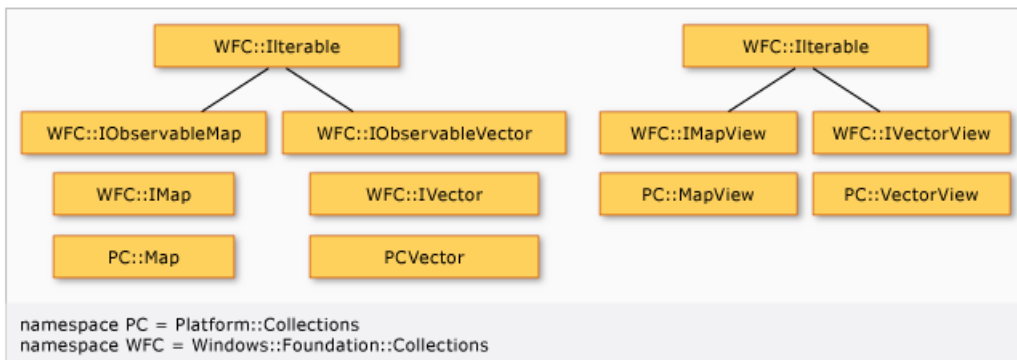 WFC::IIterable
WFC::IIterable
WFC::IObservableMap
WFC::IObservableVector
WFC::IMapView
WFC::IVectorView
WFC::IMap
WFC::IVector
PC::MapView
PC::VectorView
PC::Map
PCVector
namespace PC = Platform::Collections
namespace WFC = Windows::Foundation::Collections